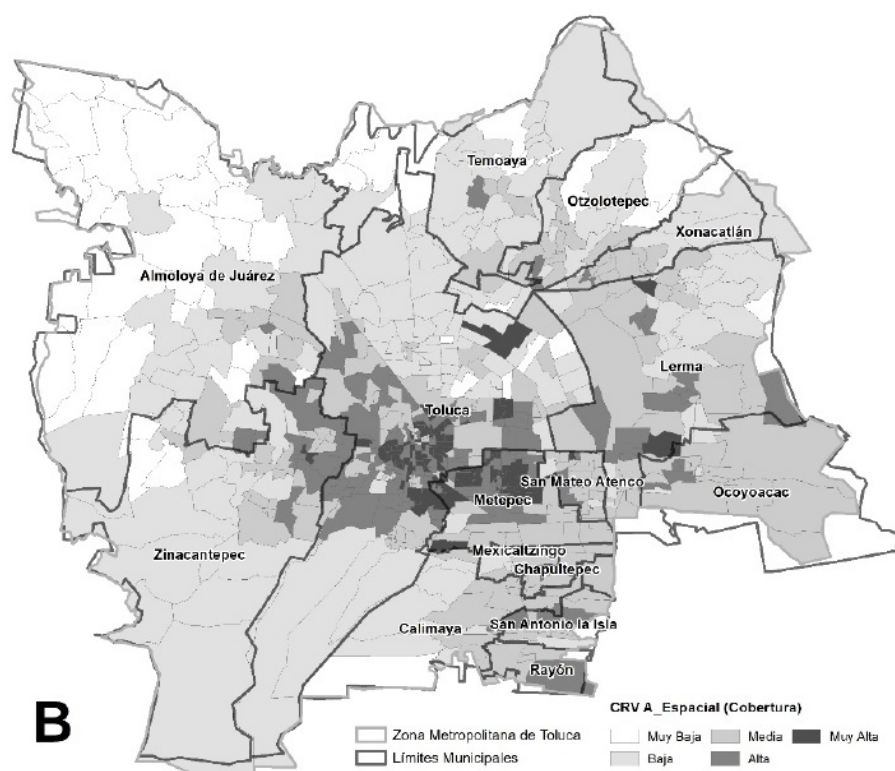 Temoaya
Otzolotepec
Xonacatlán
Almoloya de Juárez
Lerma
Toluca
San Mateo Atenco
Metepec
Ocoyoacac
Zinacantepec
Mexicaltzingo
Chapultepec
Calimaya
San Antonio la Isla
Rayón
B
CRV A_Espacial (Cobertura)
Zona Metropolitana de Toluca
Muy Baja
Media
Muy Alta
Límites Municipales
Baja
Alta